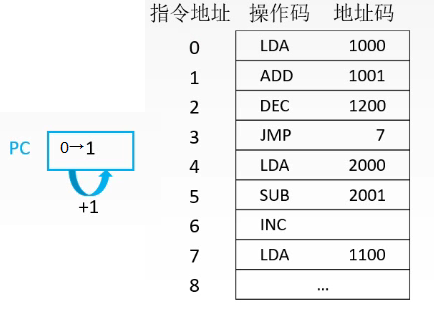 指令地址 操作码 地址码
0 LDA 1000
1 ADD 1001
2 DEC 1200
3 JMP 7
4 LDA 2000
5 SUB 2001
6 INC
7 LDA 1100
8 ...
PC 0→1
+1